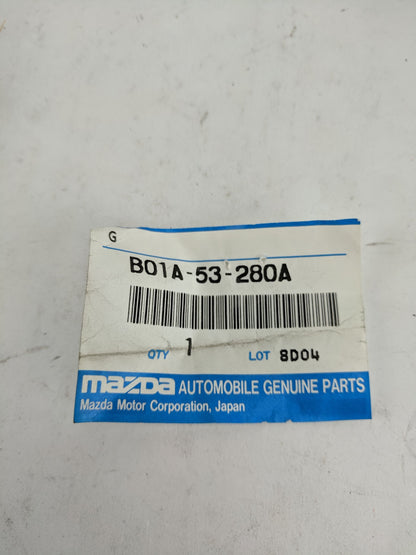 G
B01A-53-280A
QTY 1 LOT 8D04
mazda AUTOMOBILE GENUINE PARTS
Mazda Motor Corporation, Japan